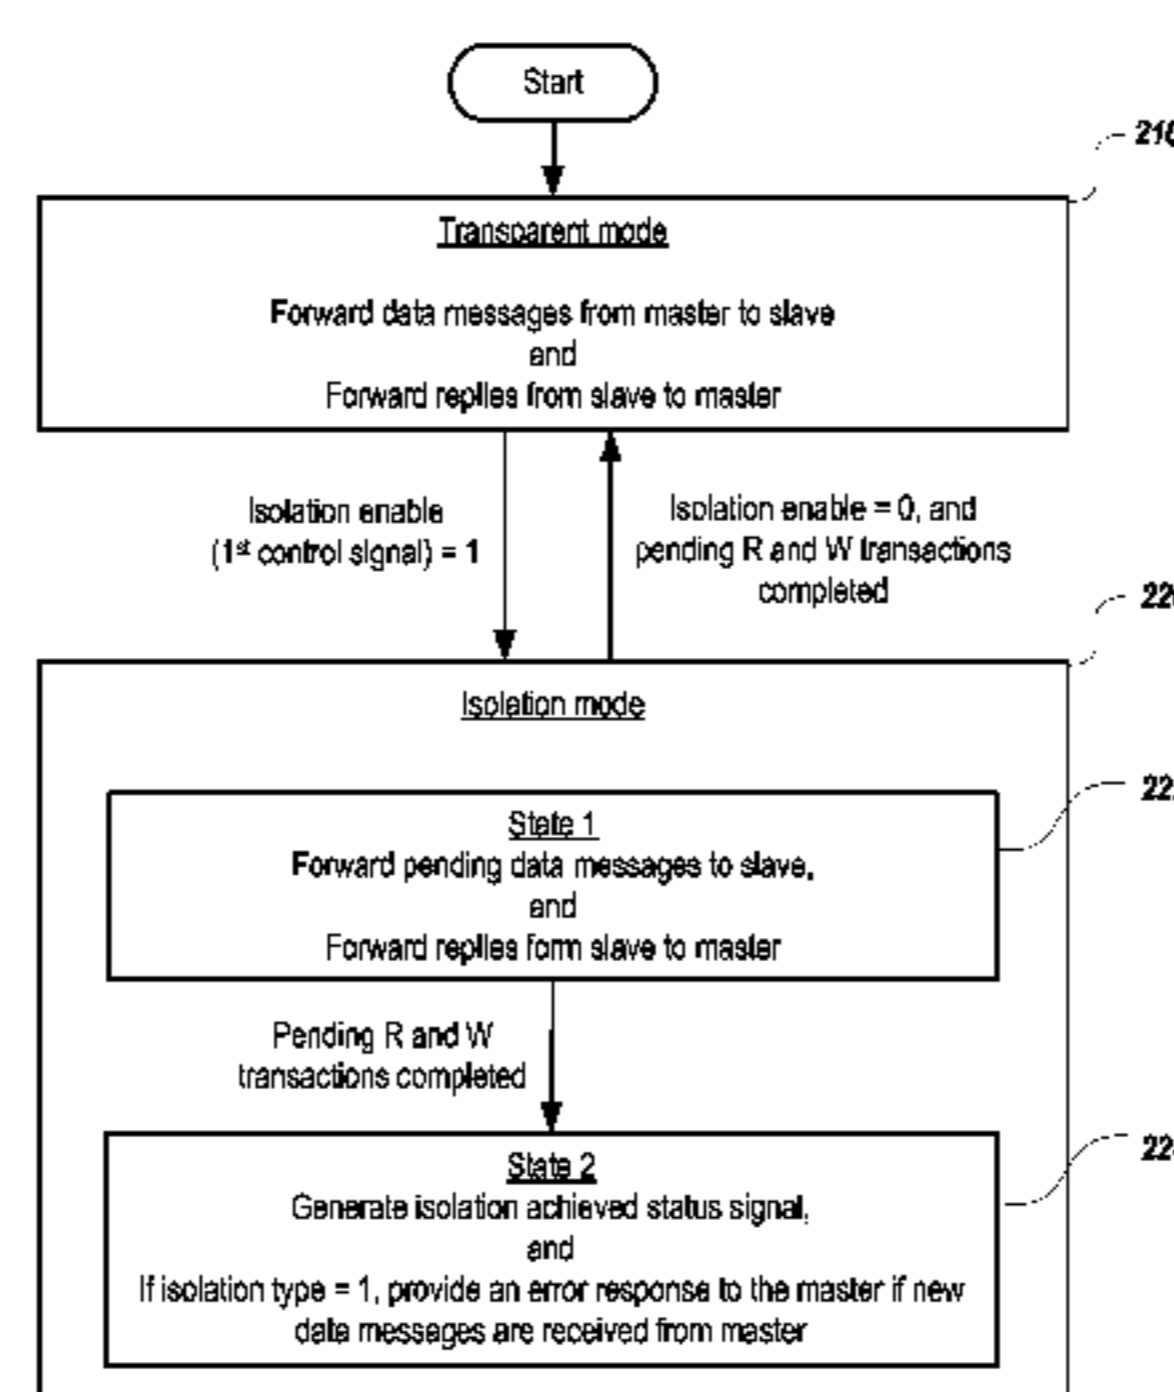 Start
Transparent mode
Forward data messages from master to slave
and
Forward replies from slave to master
Isolation enable
(1st control signal) = 1
Isolation enable = 0, and
pending R and W transactions
completed
Isolation mode
State 1
Forward pending data messages to slave,
and
Forward replies form slave to master
Pending R and W
transactions completed
State 2
Generate isolation achieved status signal,
and
If isolation type = 1, provide an error response to the master if new
data messages are received from master